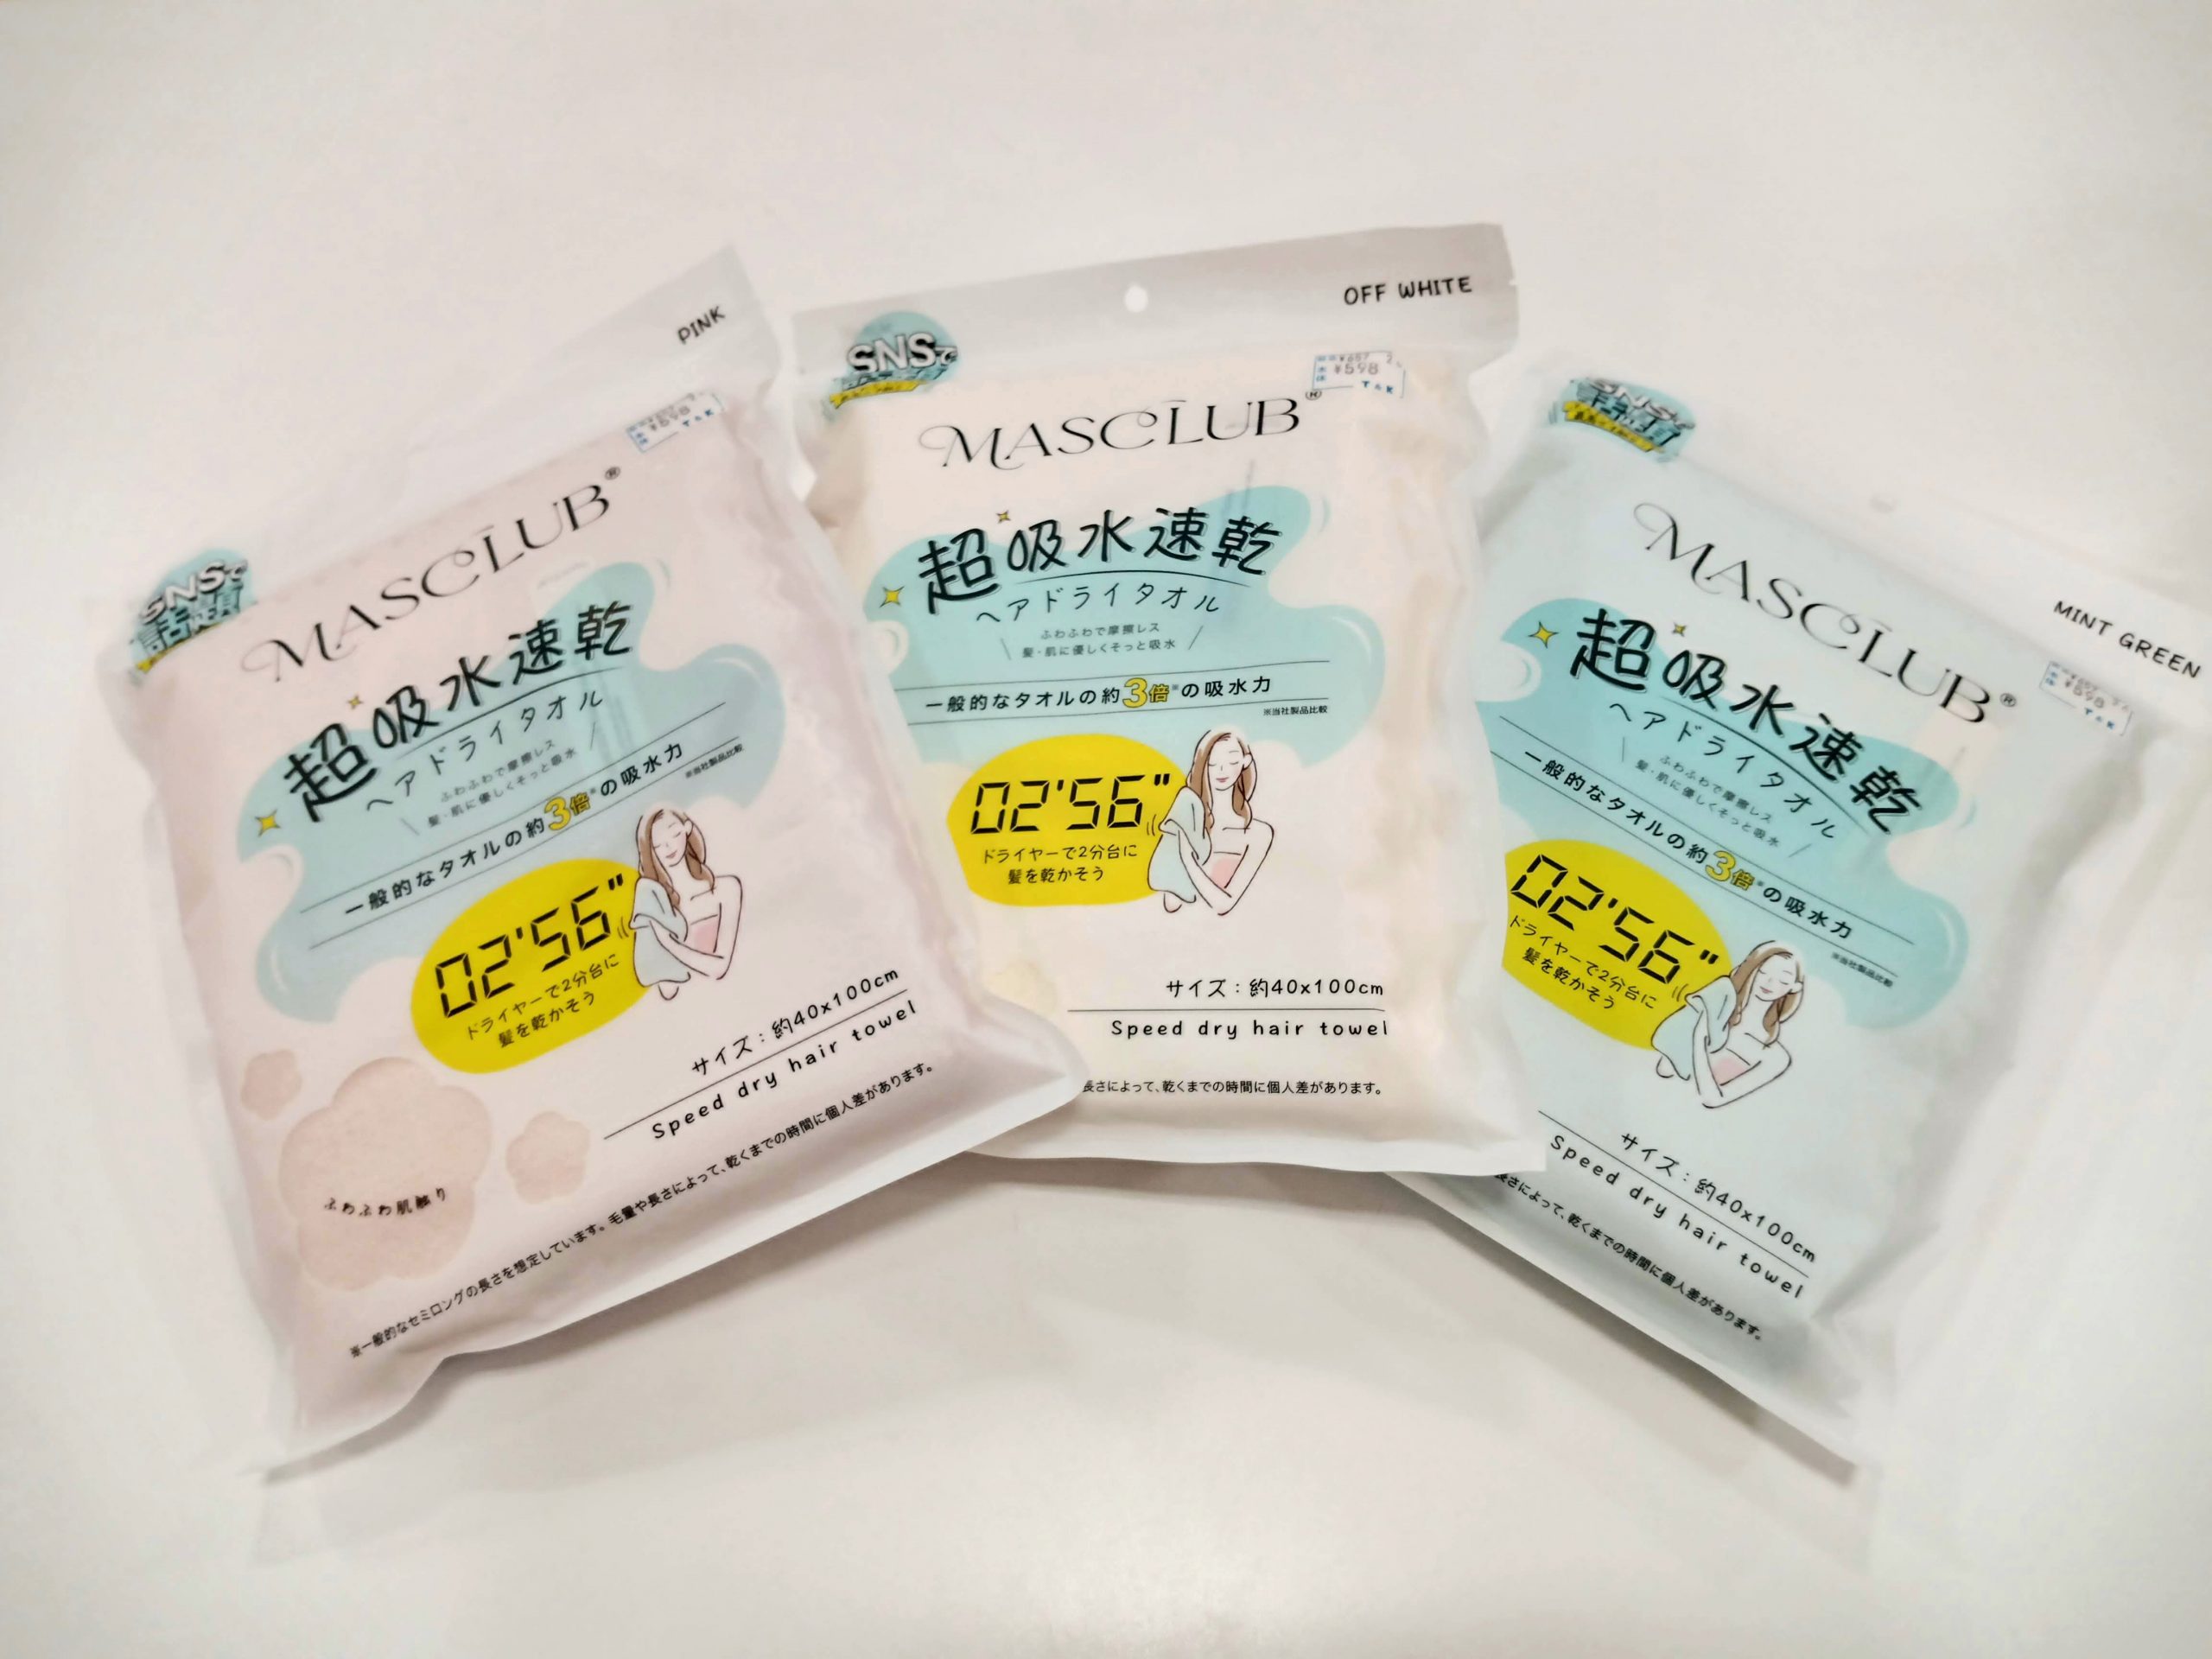 PINK
SNSで
¥598
T&K
MASCLUB®
超吸水速乾
ヘアドライタオル
ふわふわで摩擦レス
髪・肌に優しくそっと吸水
一般的なタオルの約3倍※の吸水力
※当社製品比較
02'56"
ドライヤーで2分台に
髪を乾かそう
サイズ：約40x100cm
Speed dry hair towel
ふわふわ肌触り
※一般的なセミロングの長さを想定しています。毛量や長さによって、乾くまでの時間に個人差があります。
OFF WHITE
SNSで
¥598
T&K
MASCLUB®
超吸水速乾
ヘアドライタオル
ふわふわで摩擦レス
髪・肌に優しくそっと吸水
一般的なタオルの約3倍※の吸水力
※当社製品比較
02'56"
ドライヤーで2分台に
髪を乾かそう
サイズ：約40x100cm
Speed dry hair towel
長さによって、乾くまでの時間に個人差があります。
MINT GREEN
SNSで
¥598
T&K
MASCLUB®
超吸水速乾
ヘアドライタオル
ふわふわで摩擦レス
髪・肌に優しくそっと吸水
一般的なタオルの約3倍※の吸水力
※当社製品比較
02'56"
ドライヤーで2分台に
髪を乾かそう
サイズ：約40x100cm
Speed dry hair towel
長さによって、乾くまでの時間に個人差があります。